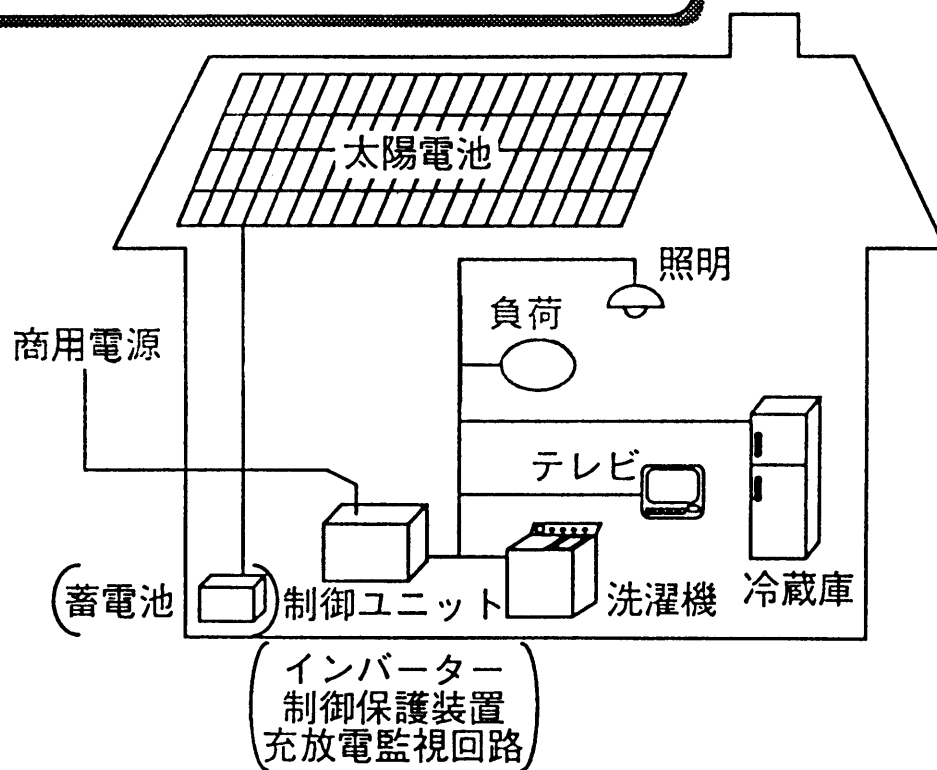 太陽電池
照明
負荷
商用電源
テレビ
冷蔵庫
洗濯機
(蓄電池)
制御ユニット
(インバーター
制御保護装置
充放電監視回路)